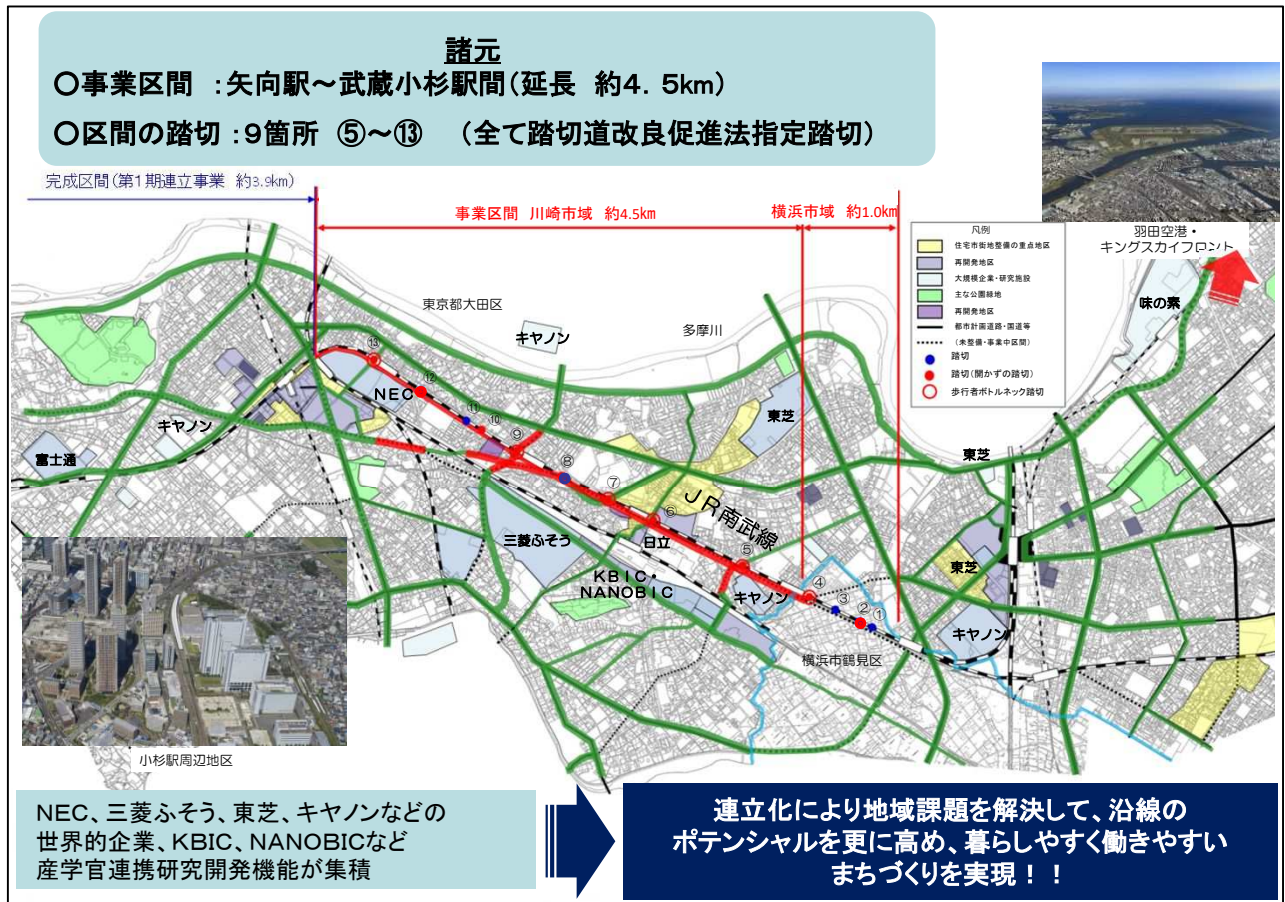 諸元
〇事業区間 :矢向駅～武蔵小杉駅間(延長 約4.5km)
〇区間の踏切:9箇所 ⑤～⑬ (全て踏切道改良促進法指定踏切)
完成区間(第1期連立事業 約3.9km)
事業区間 川崎市域 約4.5km
横浜市域 約1.0km
凡例
住宅市街地整備の重点地区
再開発地区
大規模企業・研究施設
主な公園緑地
再開発地区
都市計画道路・国道等
(未整備・事業中区間)
踏切
踏切(開かずの踏切)
歩行者ボトルネック踏切
羽田空港・
キングスカイフロント
味の素
東京都大田区
キヤノン
多摩川
⑬
⑫
NEC
⑪
⑩
⑨
⑧
⑦
⑥
⑤
④
③
②
①
東芝
東芝
キヤノン
富士通
JR南武線
三菱ふそう
日立
KBIC・
NANOBIC
キヤノン
東芝
キヤノン
横浜市鶴見区
小杉駅周辺地区
NEC、三菱ふそう、東芝、キヤノンなどの
世界的企業、KBIC、NANOBICなど
産学官連携研究開発機能が集積
連立化により地域課題を解決して、沿線の
ポテンシャルを更に高め、暮らしやすく働きやすい
まちづくりを実現！！